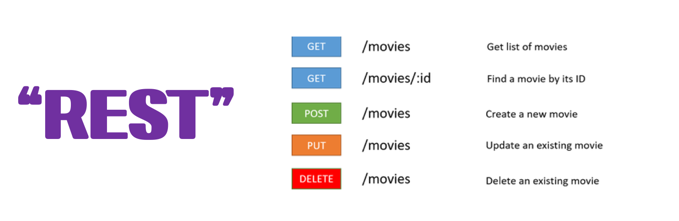 “REST”
GET /movies Get list of movies
GET /movies/:id Find a movie by its ID
POST /movies Create a new movie
PUT /movies Update an existing movie
DELETE /movies Delete an existing movie